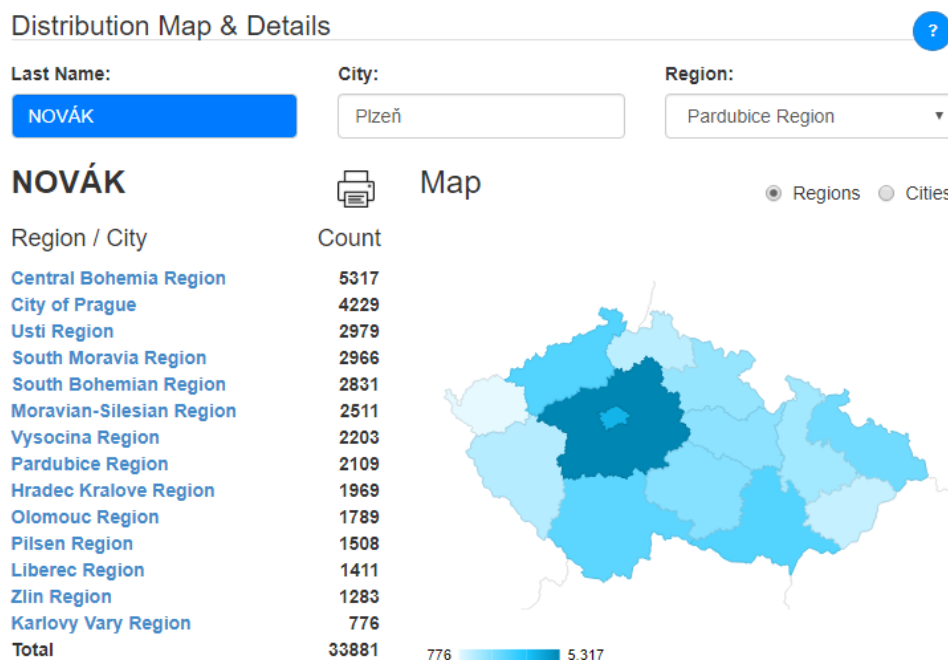 Distribution Map & Details
?
Last Name: City: Region:
NOVÁK Plzeň Pardubice Region
NOVÁK Map Regions Cities
Region / City Count
Central Bohemia Region 5317
City of Prague 4229
Usti Region 2979
South Moravia Region 2966
South Bohemian Region 2831
Moravian-Silesian Region 2511
Vysocina Region 2203
Pardubice Region 2109
Hradec Kralove Region 1969
Olomouc Region 1789
Pilsen Region 1508
Liberec Region 1411
Zlin Region 1283
Karlovy Vary Region 776
Total 33881
776 5,317